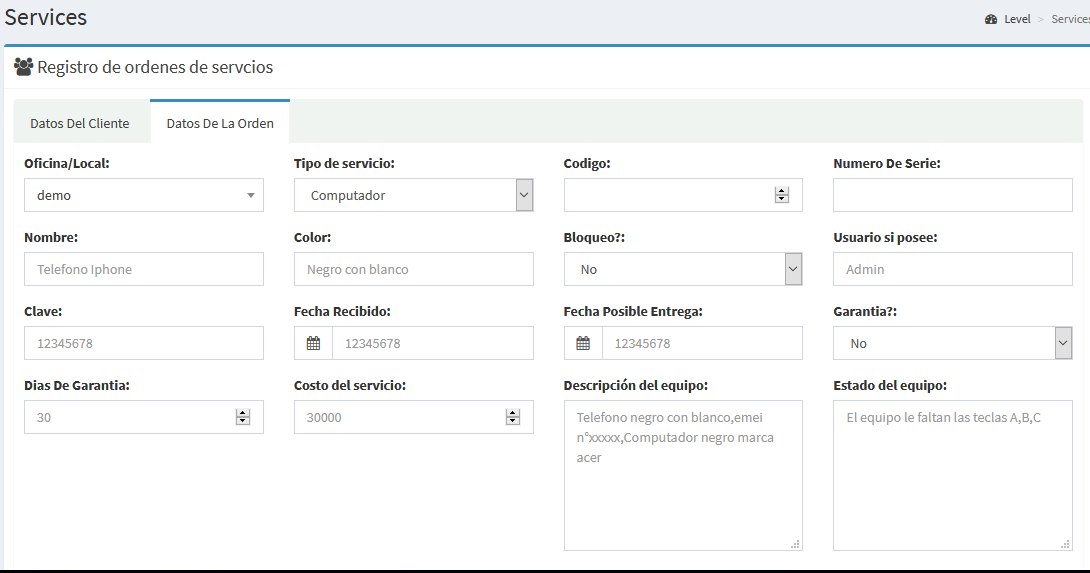 Services
Level > Services
Registro de ordenes de servcios
Datos Del Cliente
Datos De La Orden
Oficina/Local:
Tipo de servicio:
Codigo:
Numero De Serie:
demo
Computador
Nombre:
Color:
Bloqueo?:
Usuario si posee:
Telefono Iphone
Negro con blanco
No
Admin
Clave:
Fecha Recibido:
Fecha Posible Entrega:
Garantia?:
12345678
12345678
12345678
No
Dias De Garantia:
Costo del servicio:
Descripción del equipo:
Estado del equipo:
30
30000
Telefono negro con blanco,emei
n°xxxxx,Computador negro marca
acer
El equipo le faltan las teclas A,B,C